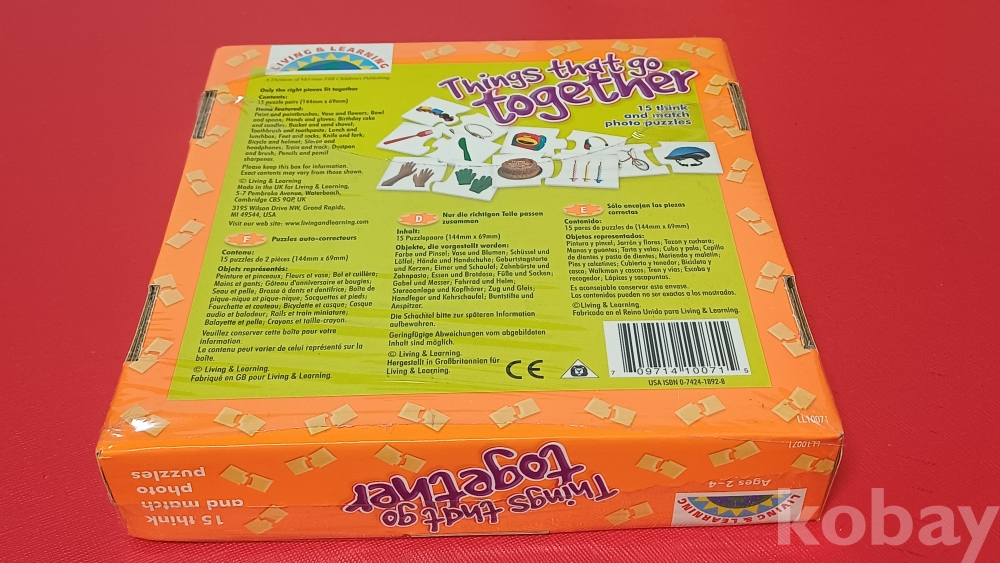 LIVING & LEARNING
A Division of McGraw-Hill Children's Publishing
Things that go
together
15 think
and match
photo puzzles
Only the right pieces fit together
Contents:
15 puzzle pairs (144mm x 69mm)
Items featured:
Paint and paintbrushes; Vase and flowers; Bowl
and spoon; Hands and gloves; Birthday cake
and candles; Bucket and sand shovel;
Toothbrush and toothpaste; Lunch and
lunchbox; Feet and socks; Knife and fork;
Bicycle and helmet; Stereo and
headphones; Train and track; Dustpan
and brush; Pencils and pencil
sharpener.
Please keep this box for information.
Exact contents may vary from those shown.
© Living & Learning
Made in the UK for Living & Learning,
5-7 Pembroke Avenue, Waterbeach,
Cambridge CB5 9QP, UK
3195 Wilson Drive NW, Grand Rapids,
MI 49544, USA
Visit our web site: www.livingandlearning.com
F Puzzles auto-correcteurs
Contenu:
15 puzzles de 2 pièces (144mm x 69mm)
Objets représentés:
Peinture et pinceaux; Fleurs et vase; Bol et cuillère;
Mains et gants; Gâteau d'anniversaire et bougies;
Seau et pelle; Brosse à dents et dentifrice; Boîte de
pique-nique et pique-nique; Socquettes et pieds;
Fourchette et couteau; Bicyclette et casque; Casque
audio et baladeur; Rails et train miniature;
Balayette et pelle; Crayons et taille-crayon.
Veuillez conserver cette boîte pour votre
information.
Le contenu peut varier de celui représenté sur la
boîte.
© Living & Learning.
Fabriqué en GB pour Living & Learning.
D Nur die richtigen Teile passen
zusammen
Inhalt:
15 Puzzlepaare (144mm x 69mm)
Objekte, die vorgestellt werden:
Farbe und Pinsel; Vase und Blumen; Schüssel und
Löffel; Hände und Handschuhe; Geburtstagstorte
und Kerzen; Eimer und Schaufel; Zahnbürste und
Zahnpasta; Essen und Brotdose; Füße und Socken;
Gabel und Messer; Fahrrad und Helm;
Stereoanlage und Kopfhörer; Zug und Gleis;
Handfeger und Kehrschaufel; Buntstifte und
Anspitzer.
Die Schachtel bitte zur späteren Information
aufbewahren.
Geringfügige Abweichungen vom abgebildeten
Inhalt sind möglich.
© Living & Learning.
Hergestellt in Großbritannien für
Living & Learning.
E Sólo encajan las piezas
correctas
Contenido:
15 pares de puzzles de (144mm x 69mm)
Objetos representados:
Pintura y pincel; Jarrón y flores; Tazon y cuchara;
Manos y guantes; Tarta y velas; Cubo y pala; Cepillo
de dientes y pasta de dientes; Merienda y maletín;
Pies y calcetines; Cubierto y tenedor; Bicicleta y
casco; Walkman y cascos; Tren y vías; Escoba y
recogedor; Lápices y sacapuntas.
Es aconsejable conservar este envase.
Los contenidos pueden no ser exactos a los mostrados.
© Living & Learning.
Fabricado en el Reino Unido para Living & Learning.
CE
7 09714 10071 5
USA ISBN 0-7424-1892-8
LL10071
LL10071
Things that go
together
15 think
and match
photo
puzzles
Ages 2-4
LIVING & LEARNING
kobay